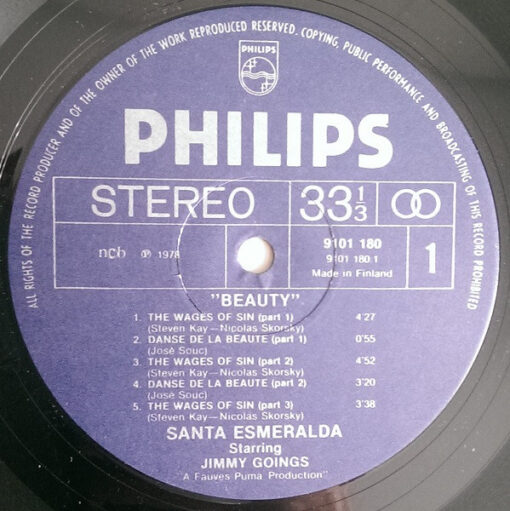 ALL RIGHTS OF THE RECORD PRODUCER AND OF THE OWNER OF THE WORK REPRODUCED RESERVED. COPYING, PUBLIC PERFORMANCE AND BROADCASTING OF THIS RECORD PROHIBITED
PHILIPS
PHILIPS
STEREO 33 1/3
ncb ℗ 1978 9101 180 1
9101 180.1
Made in Finland
"BEAUTY"
1. THE WAGES OF SIN (part 1) 4'27
(Steven Kay—Nicolas Skorsky)
2. DANSE DE LA BEAUTE (part 1) 0'55
(José Souc)
3. THE WAGES OF SIN (part 2) 4'52
(Steven Kay—Nicolas Skorsky)
4. DANSE DE LA BEAUTE (part 2) 3'20
(José Souc)
5. THE WAGES OF SIN (part 3) 3'38
(Steven Kay—Nicolas Skorsky)
SANTA ESMERALDA
Starring
JIMMY GOINGS
"A Fauves Puma Production"